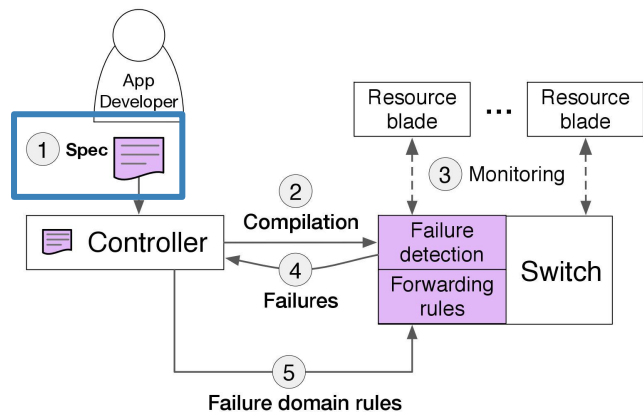 App
Developer
1 Spec
Resource
blade
...
Resource
blade
2
Compilation
3 Monitoring
Controller
Failure
detection
Switch
4
Failures
Forwarding
rules
5
Failure domain rules